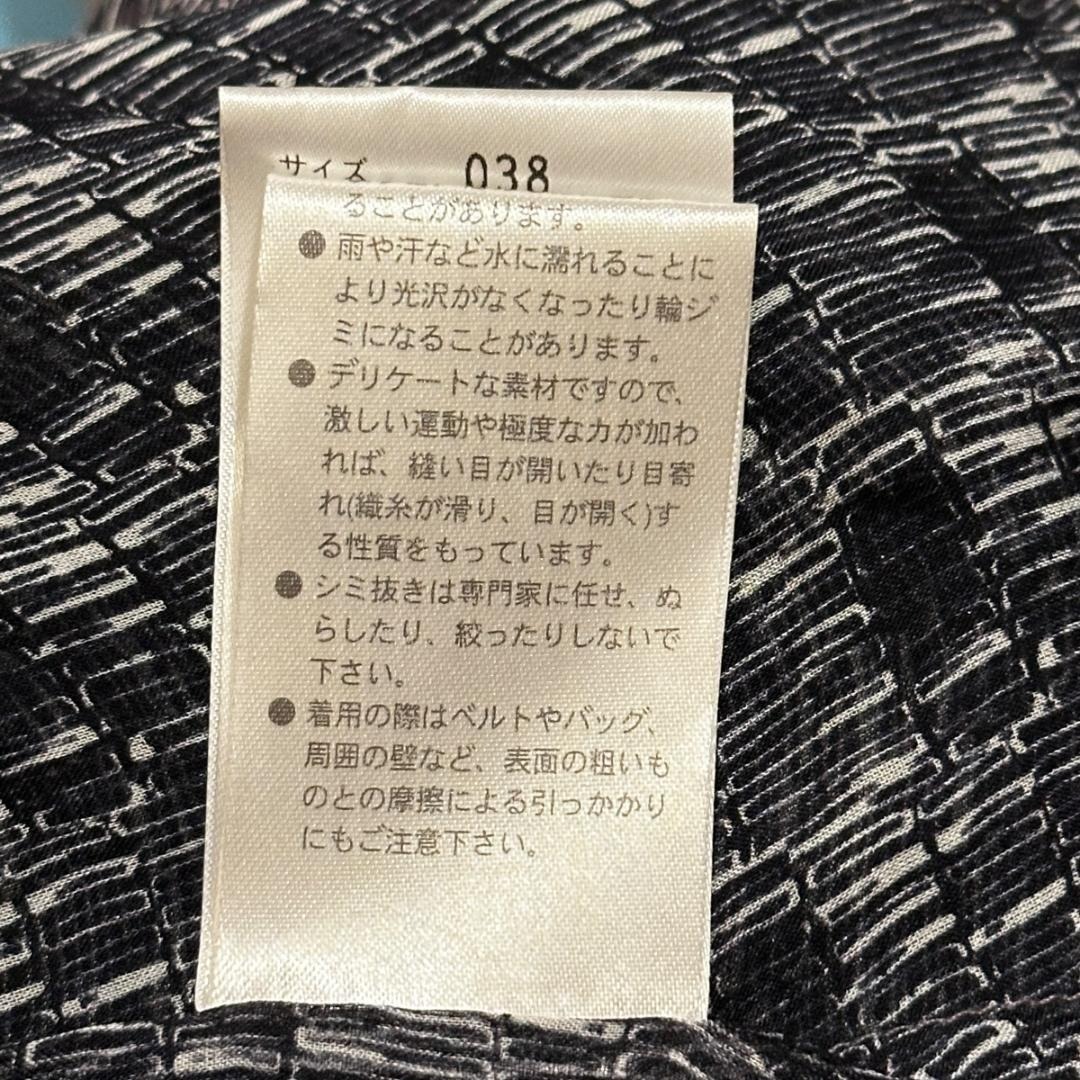 サイズ 038
ることがあります。
● 雨や汗など水に濡れることに
より光沢がなくなったり輪ジ
ミになることがあります。
● デリケートな素材ですので、
激しい運動や極度な力が加わ
れば、縫い目が開いたり目寄
れ(織糸が滑り、目が開く)す
る性質をもっています。
● シミ抜きは専門家に任せ、ぬ
らしたり、絞ったりしないで
下さい。
● 着用の際はベルトやバッグ、
周囲の壁など、表面の粗いも
のとの摩擦による引っかかり
にもご注意下さい。